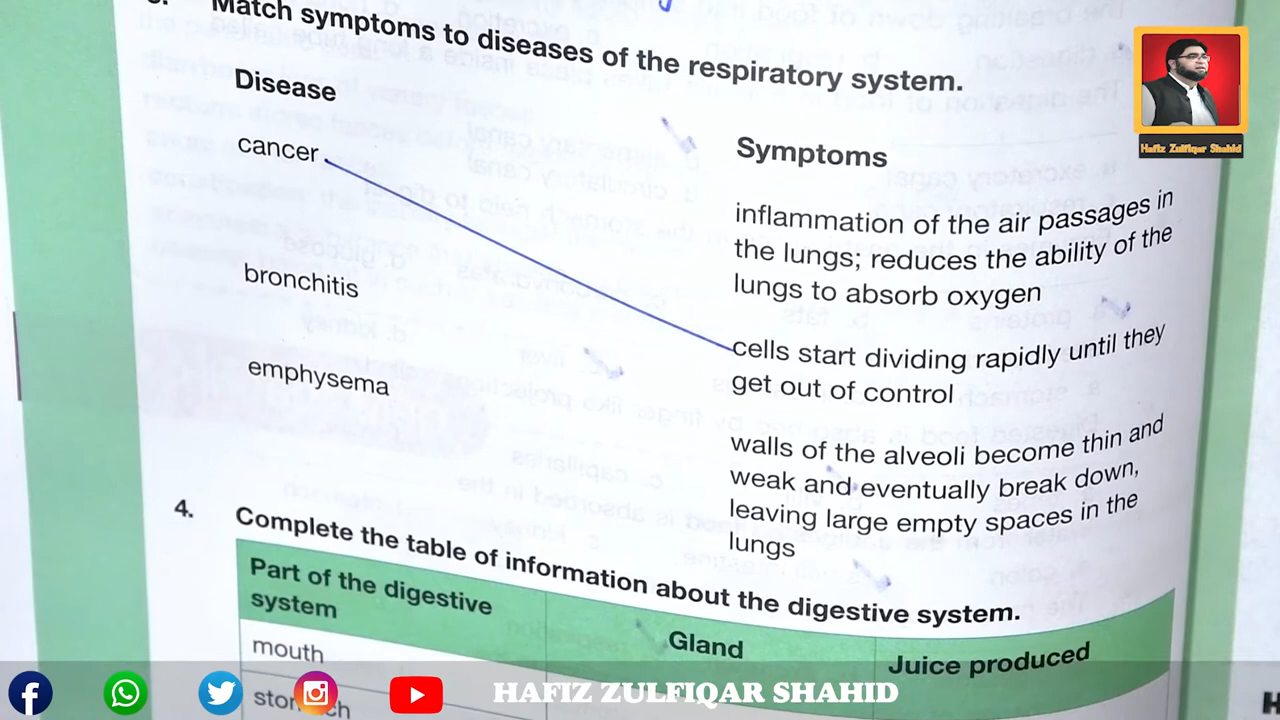 Match symptoms to diseases of the respiratory system.
Disease
cancer
bronchitis
emphysema
Symptoms
inflammation of the air passages in
the lungs; reduces the ability of the
lungs to absorb oxygen
cells start dividing rapidly until they
get out of control
walls of the alveoli become thin and
weak and eventually break down,
leaving large empty spaces in the
lungs
4. Complete the table of information about the digestive system.
Part of the digestive
system
Gland
Juice produced
mouth
Hafiz Zulfiqar Shahid
HAFIZ ZULFIQAR SHAHID